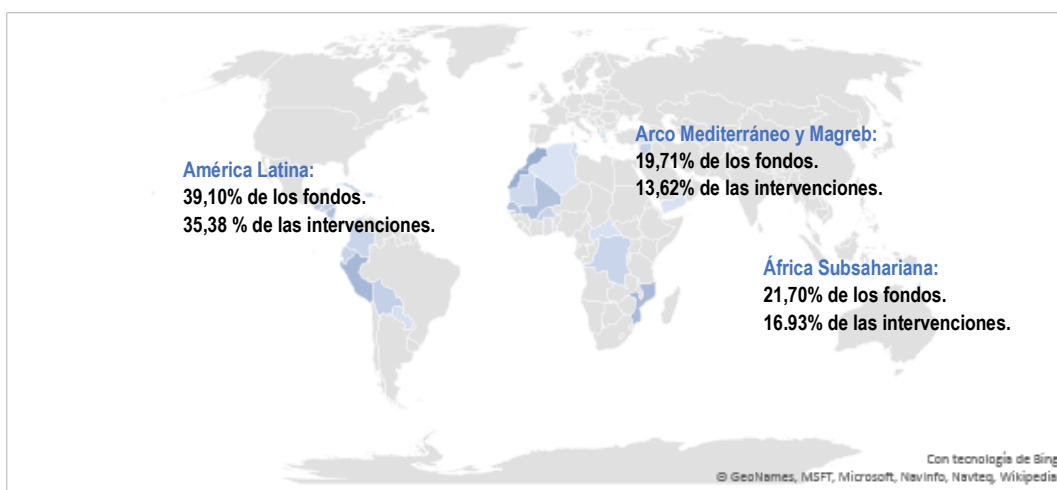 América Latina:
39,10% de los fondos.
35,38 % de las intervenciones.
Arco Mediterráneo y Magreb:
19,71% de los fondos.
13,62% de las intervenciones.
África Subsahariana:
21,70% de los fondos.
16.93% de las intervenciones.
Con tecnología de Bing
© GeoNames, MSFT, Microsoft, NavInfo, Navteq, Wikipedia